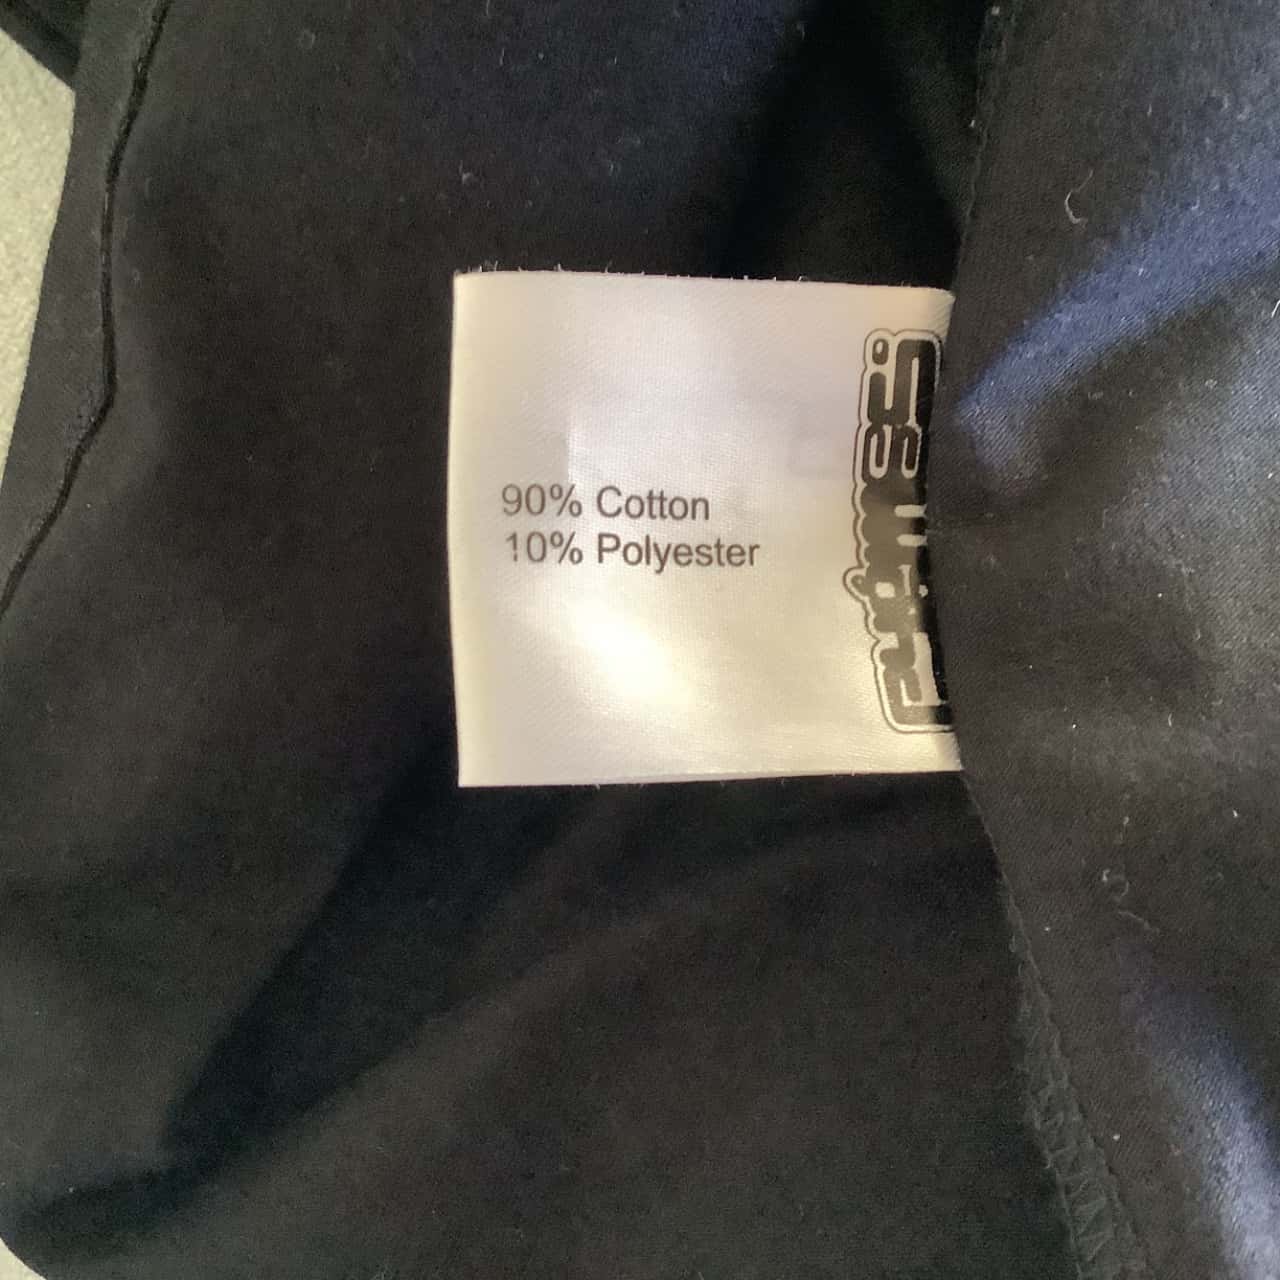 90% Cotton
10% Polyester